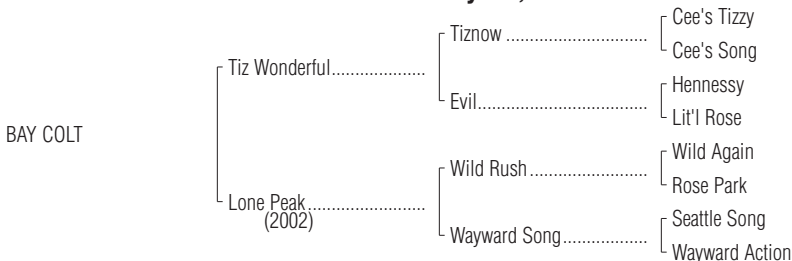 Cee's Tizzy
Tiznow
Cee's Song
Tiz Wonderful
Hennessy
Evil
Lit'l Rose
BAY COLT
Wild Again
Wild Rush
Rose Park
Lone Peak
(2002)
Seattle Song
Wayward Song
Wayward Action